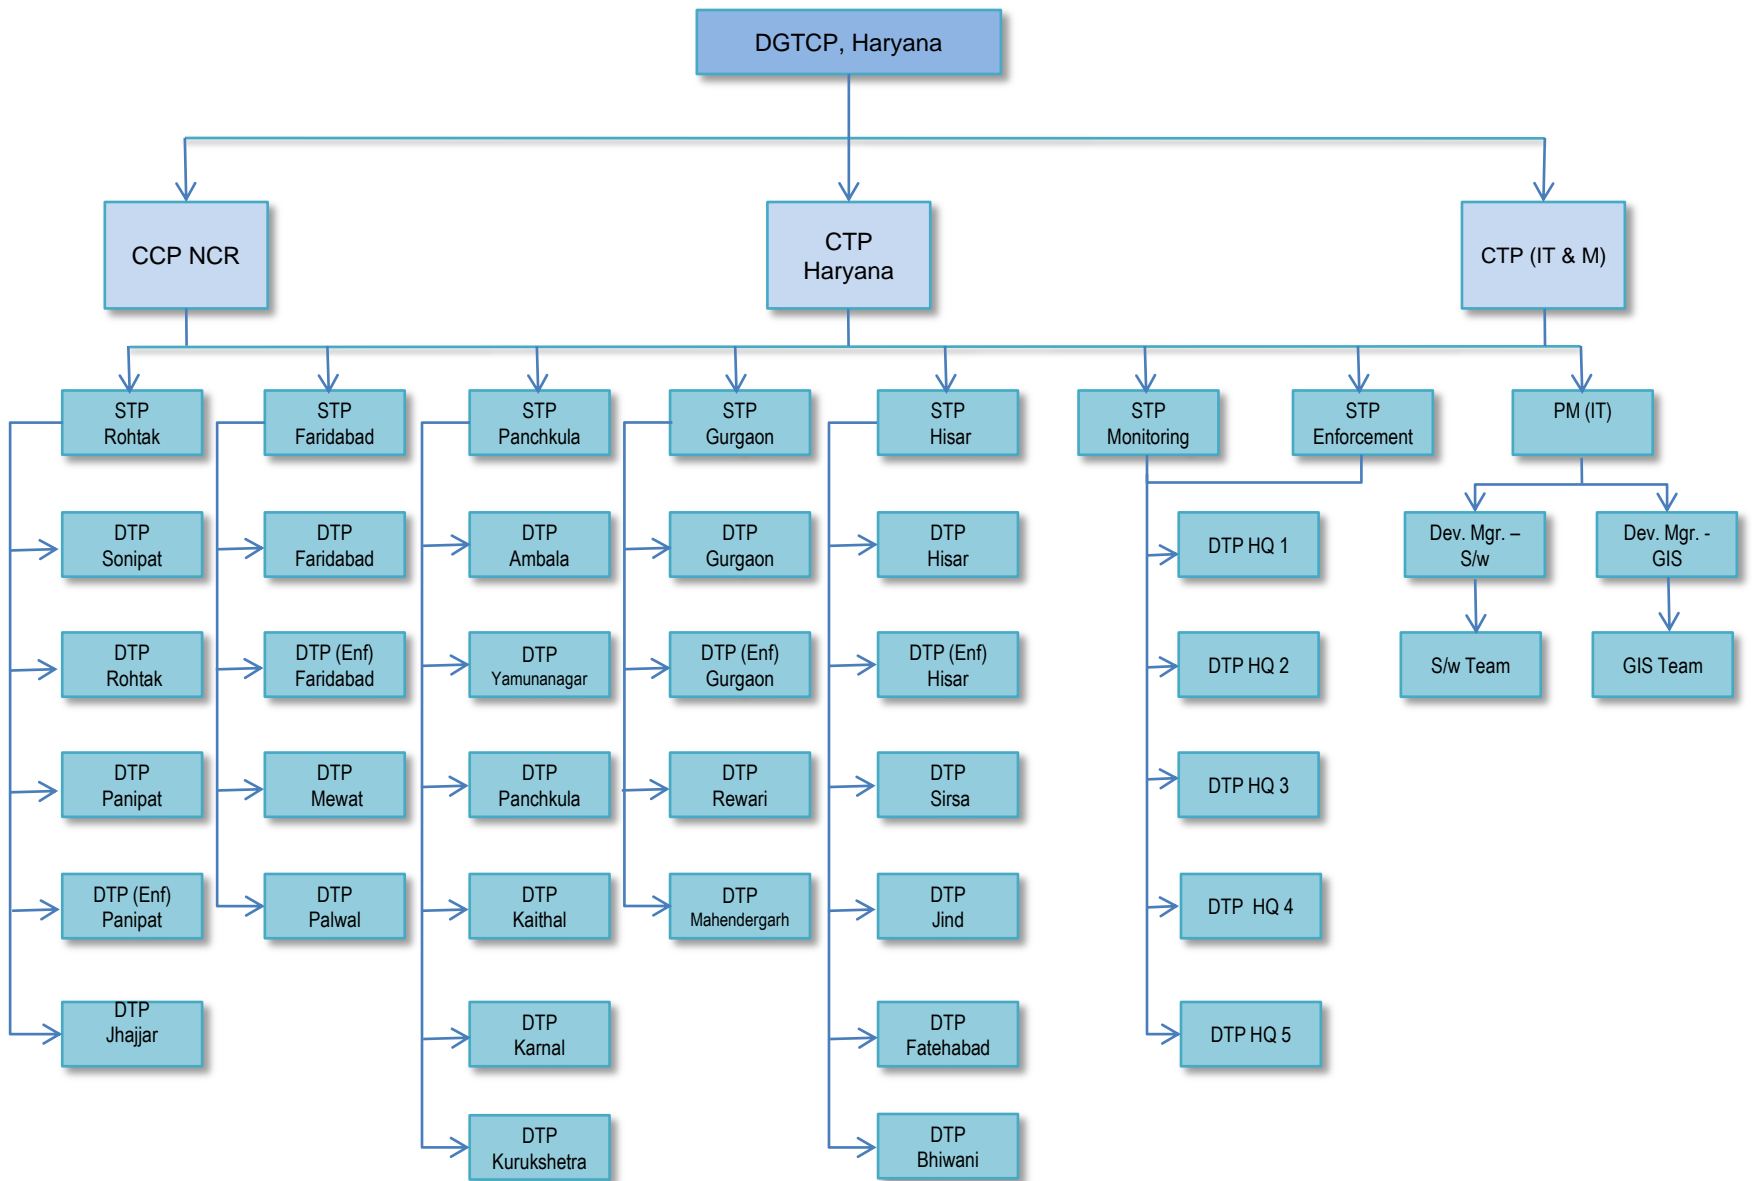 DGTCP, Haryana
CCP NCR
CTP
Haryana
CTP (IT & M)
STP
Rohtak
STP
Faridabad
STP
Panchkula
STP
Gurgaon
STP
Hisar
STP
Monitoring
STP
Enforcement
PM (IT)
DTP
Sonipat
DTP
Faridabad
DTP
Ambala
DTP
Gurgaon
DTP
Hisar
DTP HQ 1
Dev. Mgr. –
S/w
Dev. Mgr. -
GIS
DTP
Rohtak
DTP (Enf)
Faridabad
DTP
Yamunanagar
DTP (Enf)
Gurgaon
DTP (Enf)
Hisar
DTP HQ 2
S/w Team
GIS Team
DTP
Panipat
DTP
Mewat
DTP
Panchkula
DTP
Rewari
DTP
Sirsa
DTP HQ 3
DTP (Enf)
Panipat
DTP
Palwal
DTP
Kaithal
DTP
Mahendergarh
DTP
Jind
DTP HQ 4
DTP
Jhajjar
DTP
Karnal
DTP
Fatehabad
DTP HQ 5
DTP
Kurukshetra
DTP
Bhiwani